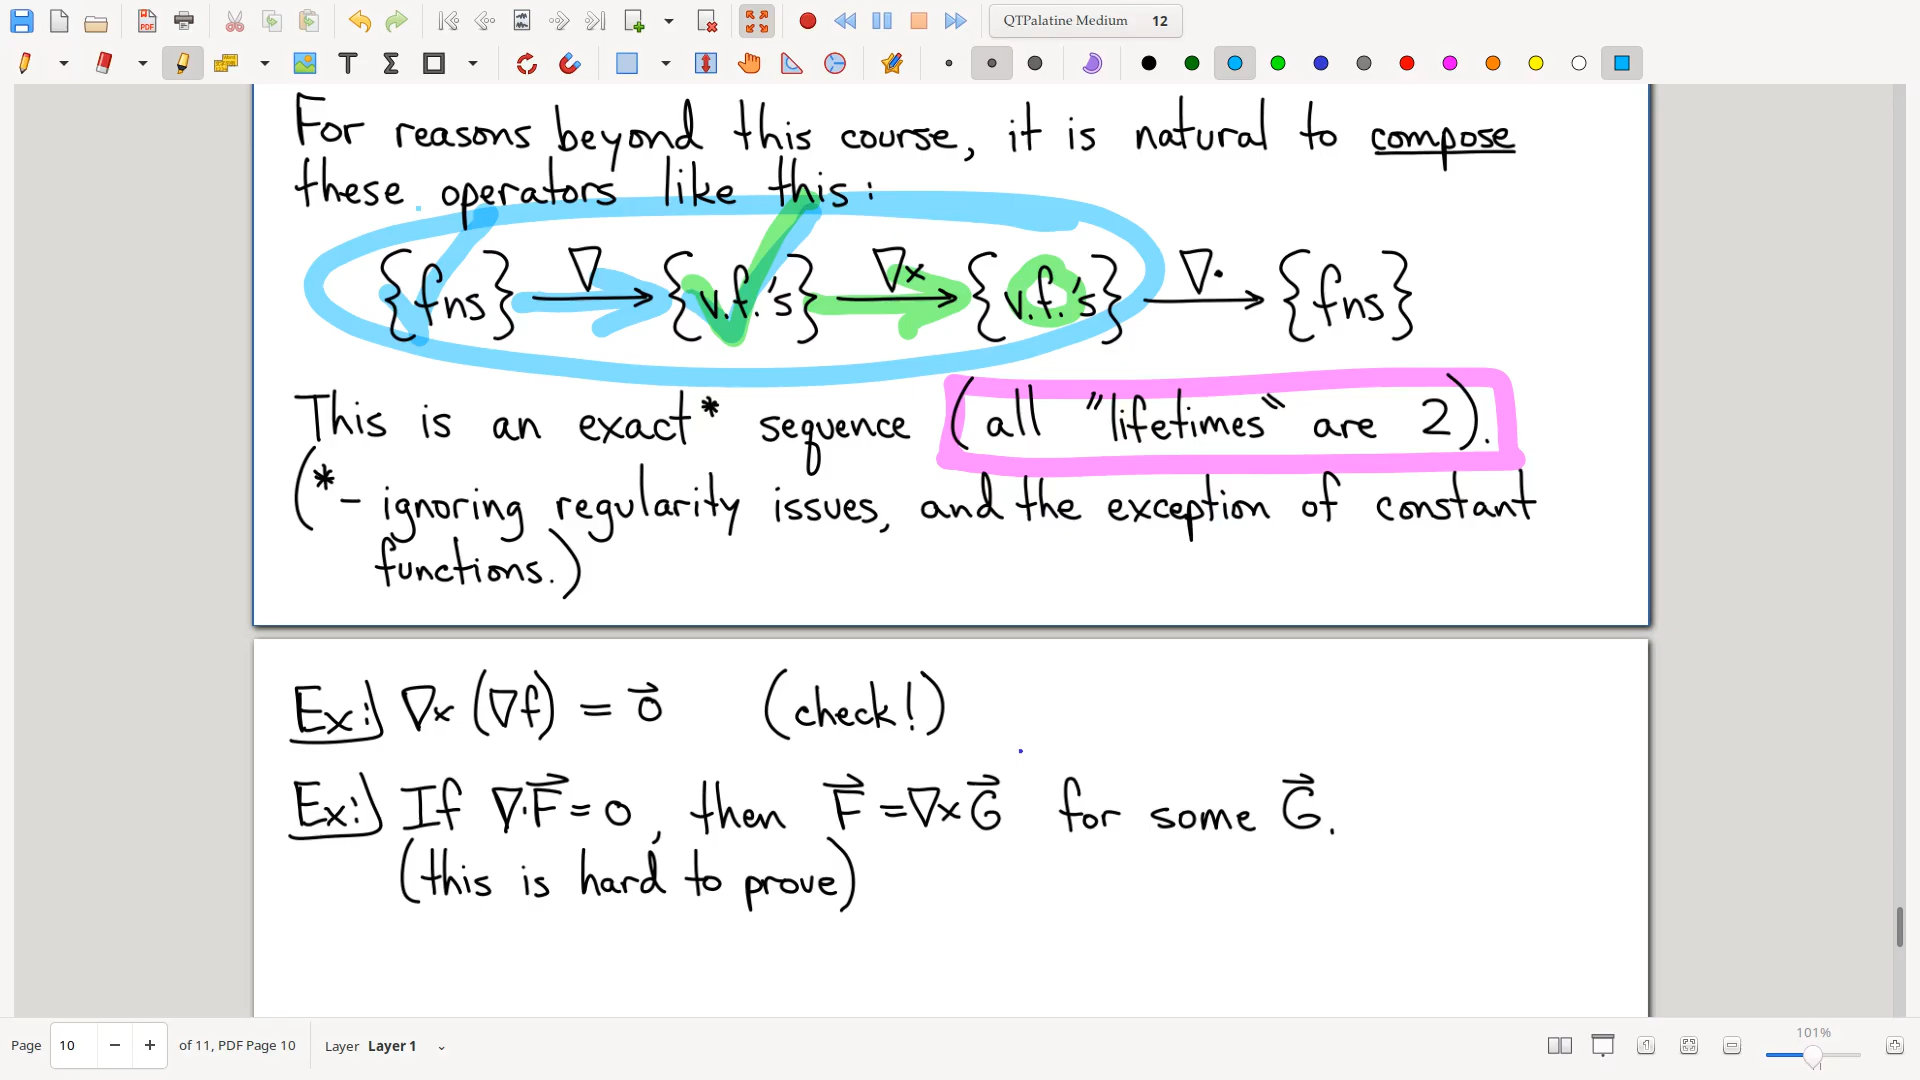 QTPalatine Medium 12
For reasons beyond this course, it is natural to compose
these operators like this:
{fns} ∇→ {v.f.'s} ∇×→ {v.f.'s} ∇·→ {fns}
This is an exact* sequence (all "lifetimes" are 2).
(* - ignoring regularity issues, and the exception of constant
functions.)
Ex:) ∇× (∇f) = 0⃗ (check!)
Ex:) If ∇·F⃗ = 0, then F⃗ = ∇×G⃗ for some G⃗.
(this is hard to prove)
Page 10 − + of 11, PDF Page 10 Layer Layer 1 101%